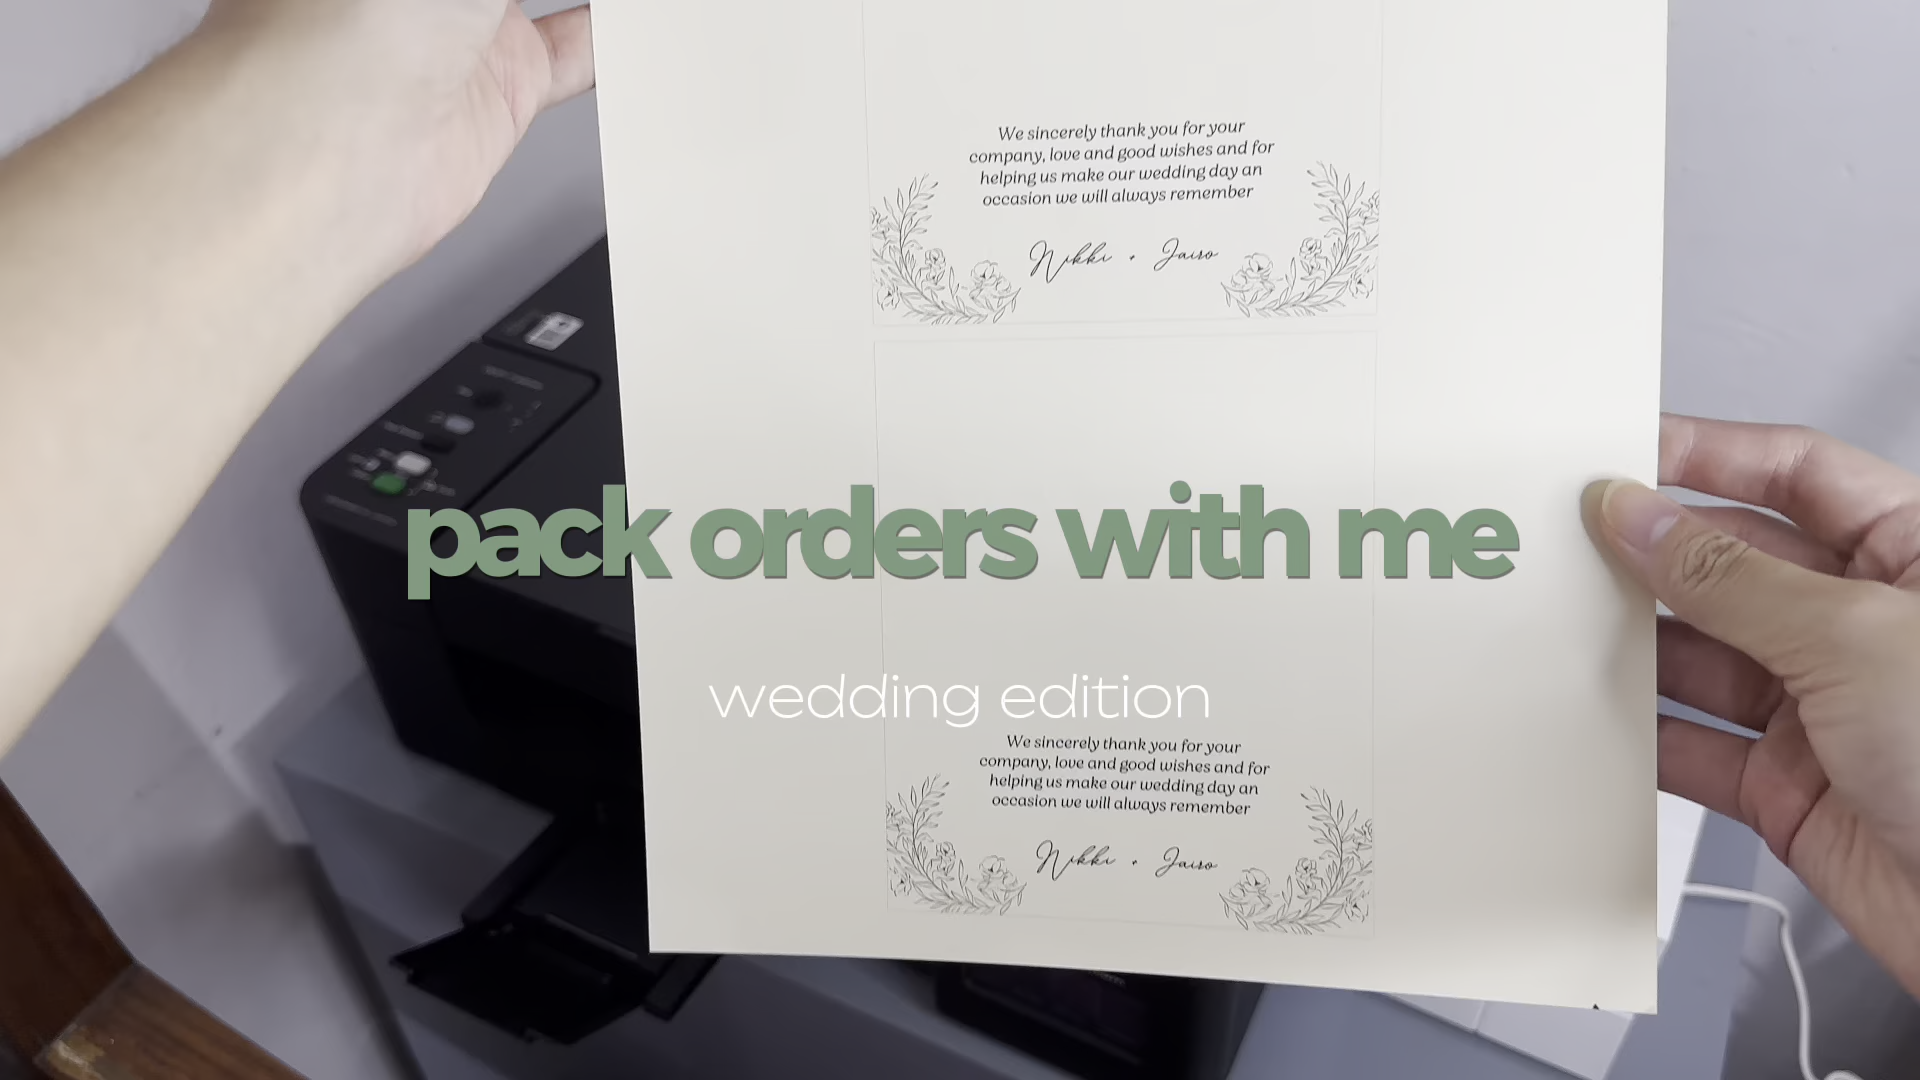 We sincerely thank you for your
company, love and good wishes and for
helping us make our wedding day an
occasion we will always remember
Nikki • Jairo
pack orders with me
wedding edition
We sincerely thank you for your
company, love and good wishes and for
helping us make our wedding day an
occasion we will always remember
Nikki • Jairo